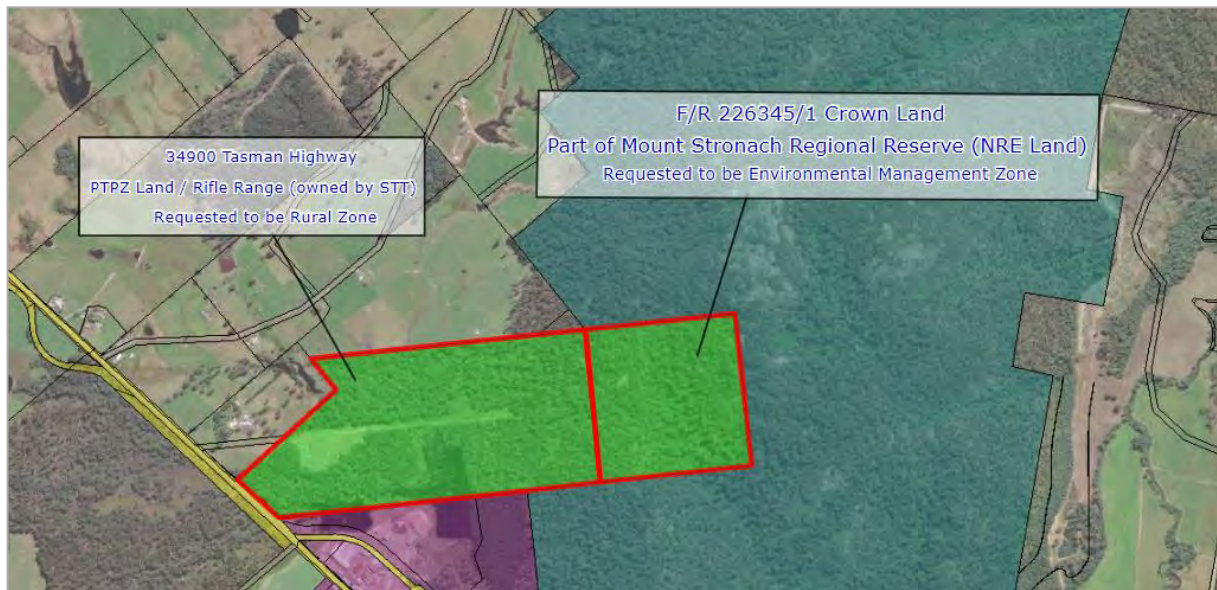 34900 Tasman Highway
PTPZ Land / Rifle Range (owned by STT)
Requested to be Rural Zone
F/R 226345/1 Crown Land
Part of Mount Stronach Regional Reserve (NRE Land)
Requested to be Environmental Management Zone